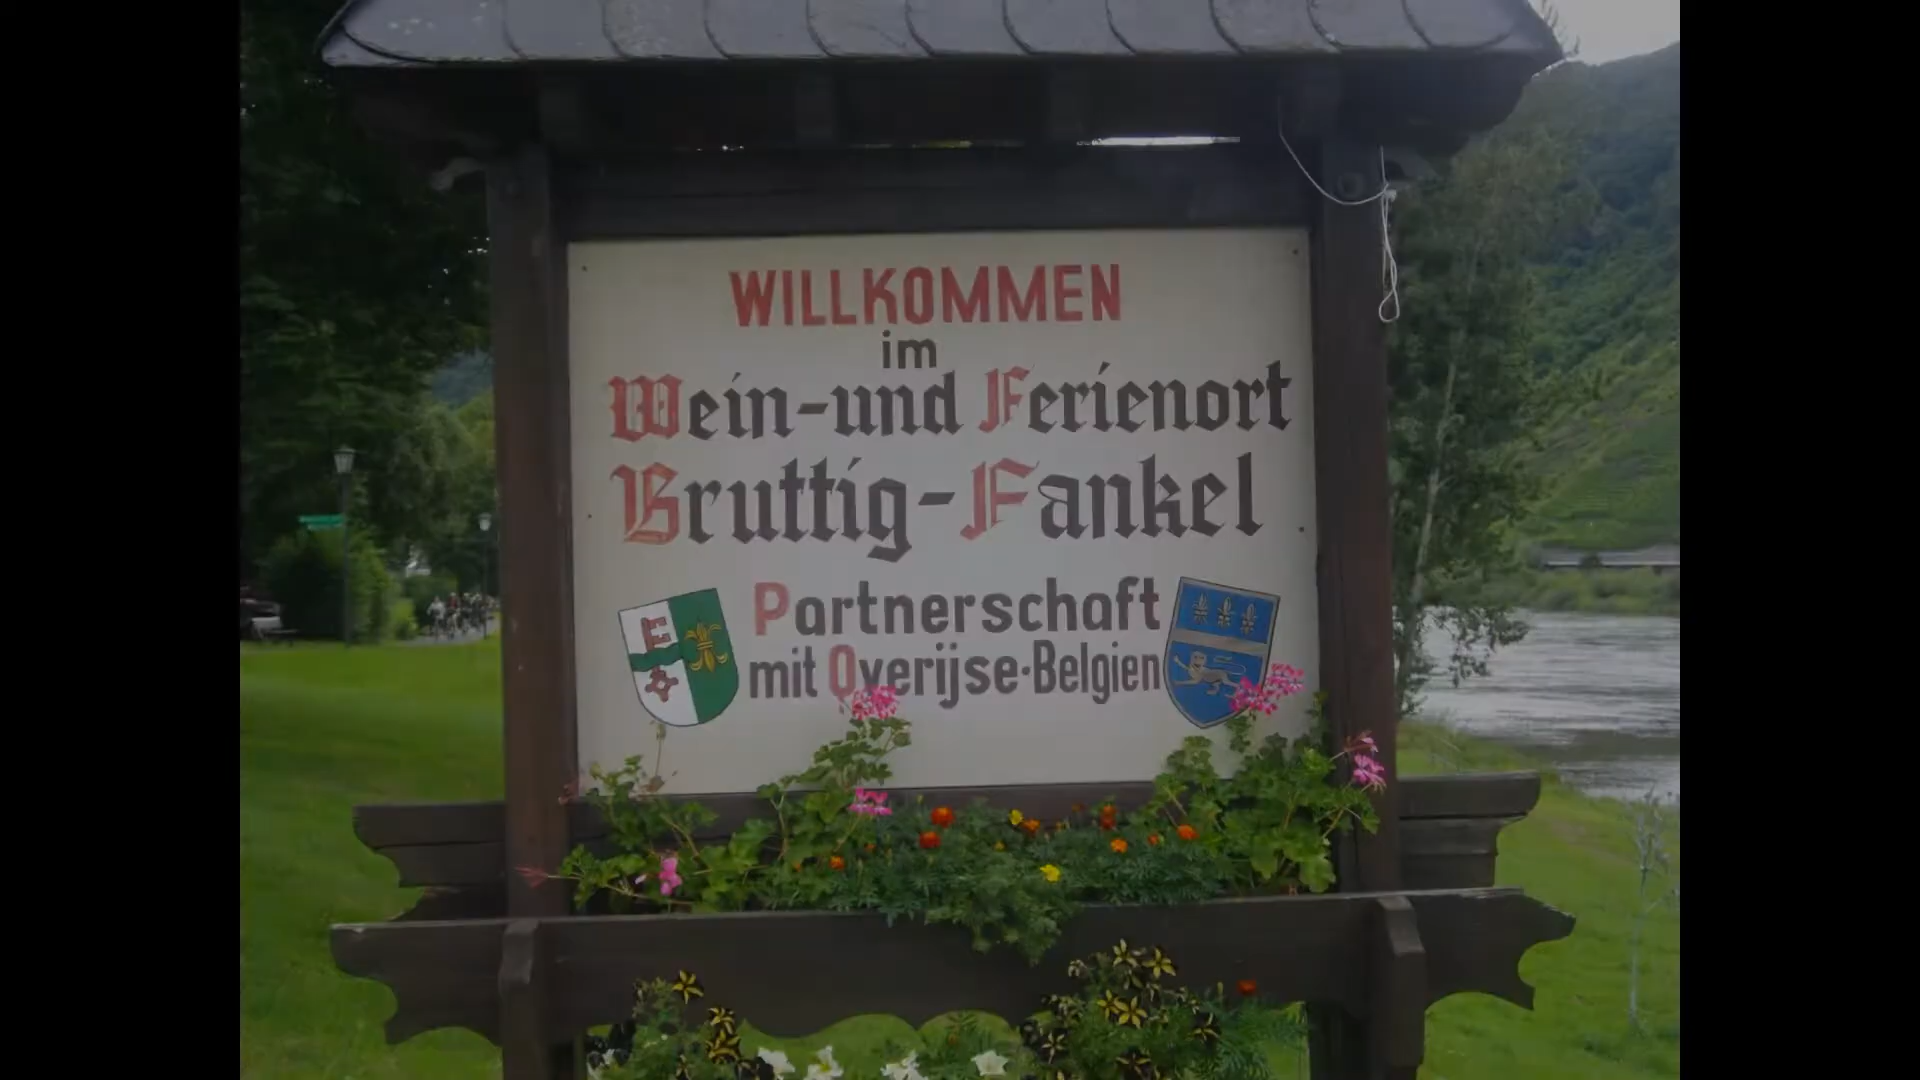 WILLKOMMEN
im
Wein-und Ferienort
Bruttig-Fankel
Partnerschaft
mit Overijse·Belgien